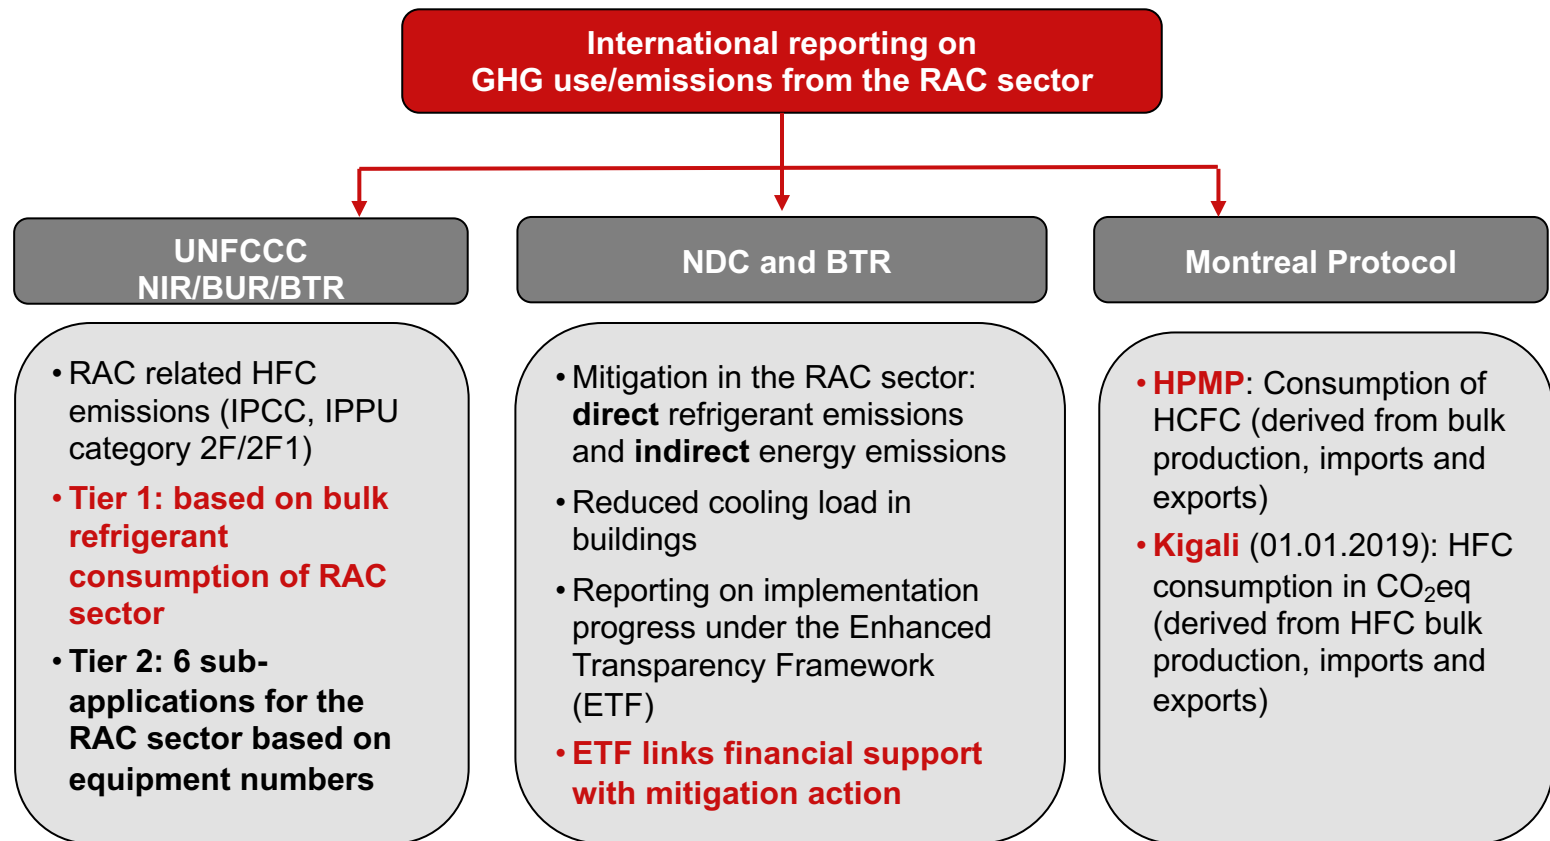 International reporting on
GHG use/emissions from the RAC sector
UNFCCC
NIR/BUR/BTR
• RAC related HFC
emissions (IPCC, IPPU
category 2F/2F1)
• Tier 1: based on bulk
refrigerant
consumption of RAC
sector
• Tier 2: 6 sub-
applications for the
RAC sector based on
equipment numbers
NDC and BTR
• Mitigation in the RAC sector:
direct refrigerant emissions
and indirect energy emissions
• Reduced cooling load in
buildings
• Reporting on implementation
progress under the Enhanced
Transparency Framework
(ETF)
• ETF links financial support
with mitigation action
Montreal Protocol
• HPMP: Consumption of
HCFC (derived from bulk
production, imports and
exports)
• Kigali (01.01.2019): HFC
consumption in CO₂eq
(derived from HFC bulk
production, imports and
exports)